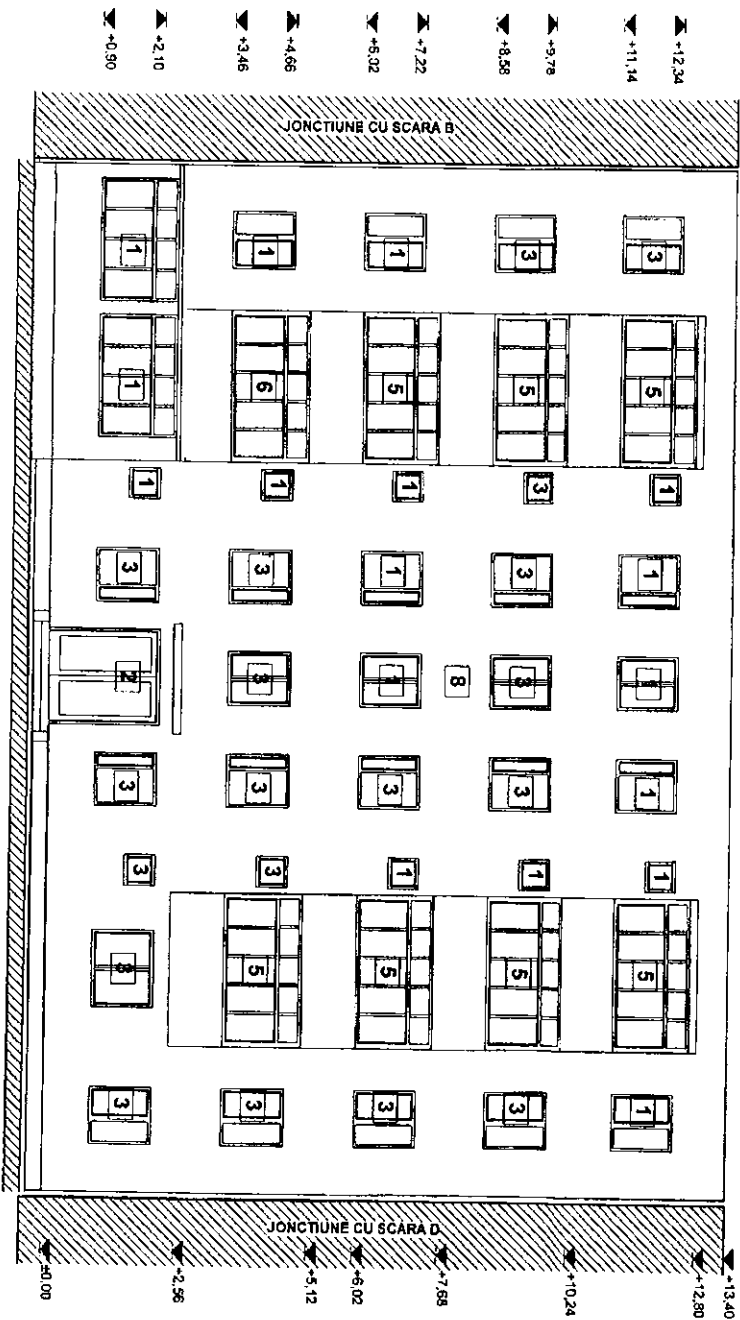 +12,34
+11,14
+9,78
+8,58
+7,22
+6,02
+4,66
+3,46
+2,10
+0,90
JONCTIUNE CU SCARA B
3 5 1 1 1 1 1 5 1
3 5 3 3 3 3 1 5 3
8
1 5 1 1 1 3 1 5 3
1 6 1 3 3 3 3 5 3
1 1 1 3 2 3 3 3 3
JONCTIUNE CU SCARA D
+13,40
+12,80
+10,24
+7,68
+6,02
+5,12
+2,56
±0,00